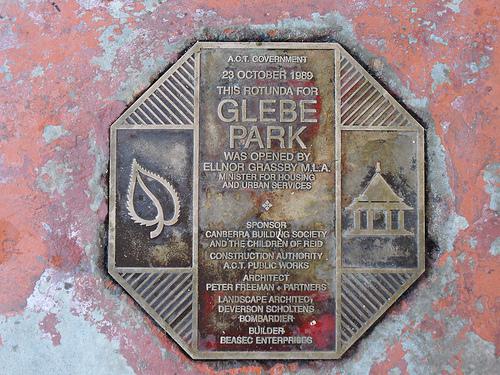 A.C.T. GOVERNMENT
23 OCTOBER 1989
THIS ROTUNDA FOR
GLEBE
PARK
WAS OPENED BY
ELLNOR GRASSBY M.L.A.
MINISTER FOR HOUSING
AND URBAN SERVICES
SPONSOR
CANBERRA BUILDING SOCIETY
AND THE CHILDREN OF REID
CONSTRUCTION AUTHORITY
A.C.T. PUBLIC WORKS
ARCHITECT
PETER FREEMAN + PARTNERS
LANDSCAPE ARCHITECT
DEVERSON SCHOLTENS
BOMBARDIER
BUILDER
BEASEC ENTERPRISES